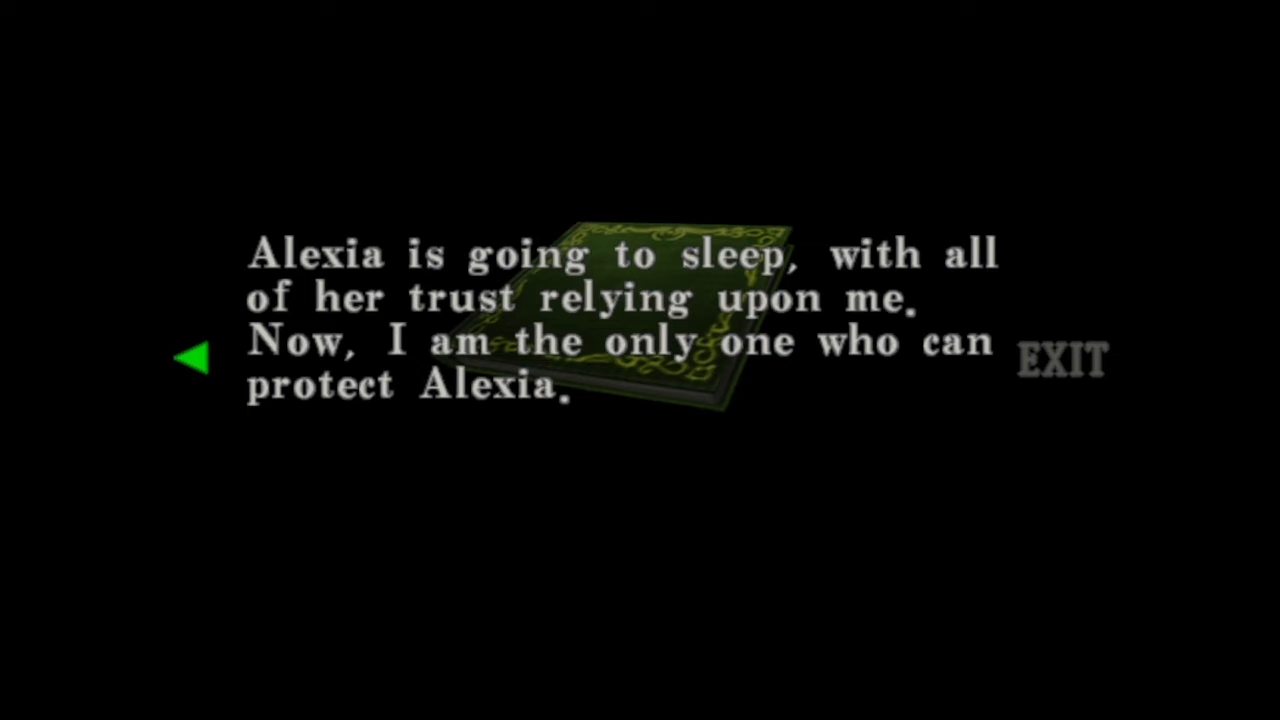 Alexia is going to sleep, with all
of her trust relying upon me.
Now, I am the only one who can
protect Alexia.
EXIT